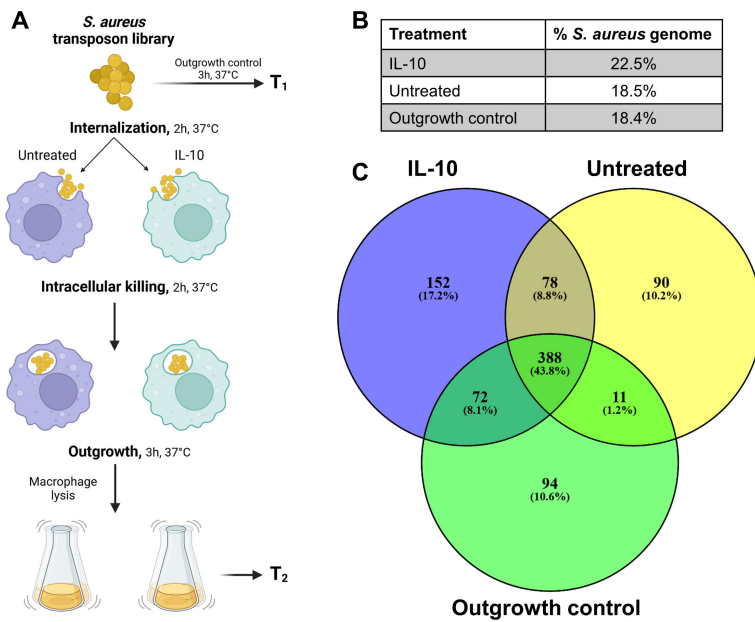 A
S. aureus
transposon library
Outgrowth control
3h, 37°C
T1
Internalization, 2h, 37°C
Untreated
IL-10
Intracellular killing, 2h, 37°C
Outgrowth, 3h, 37°C
Macrophage
lysis
T2
B
Treatment % S. aureus genome
IL-10 22.5%
Untreated 18.5%
Outgrowth control 18.4%
C
IL-10
Untreated
152
(17.2%)
78
(8.8%)
90
(10.2%)
388
(43.8%)
72
(8.1%)
11
(1.2%)
94
(10.6%)
Outgrowth control